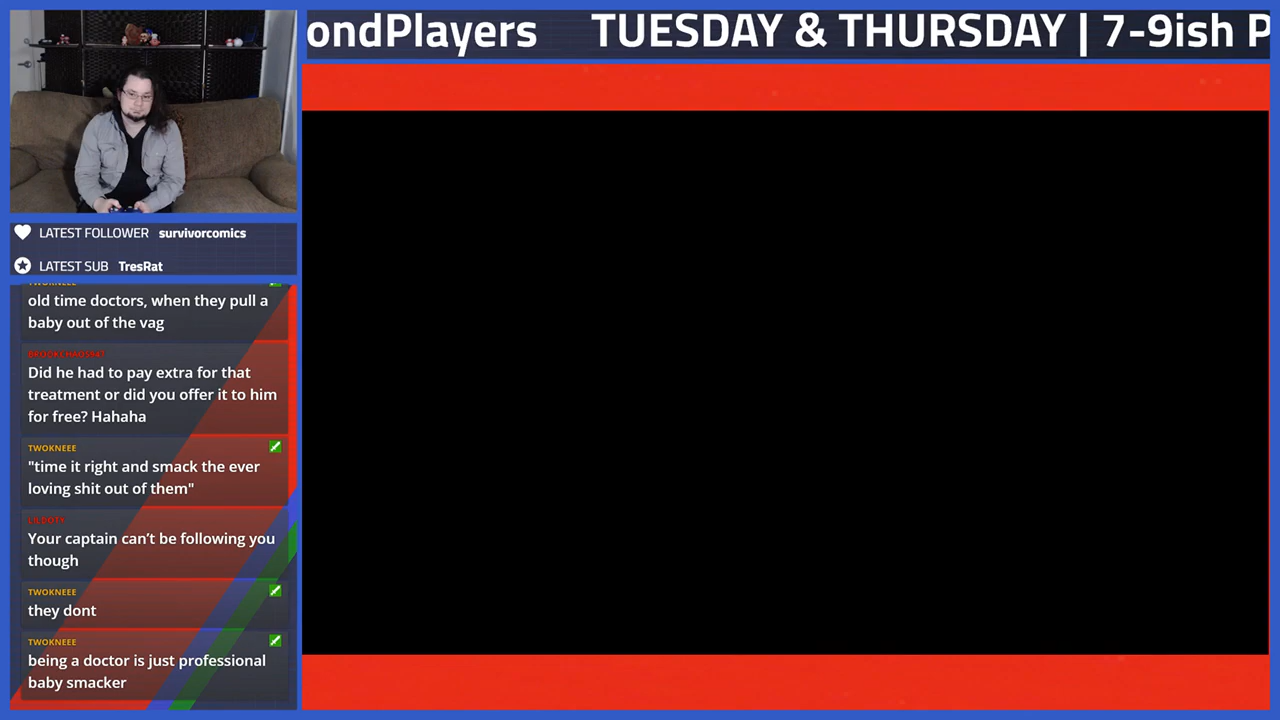 ondPlayers TUESDAY & THURSDAY | 7-9ish P
LATEST FOLLOWER survivorcomics
LATEST SUB TresRat
TWOKNEEE
old time doctors, when they pull a
baby out of the vag
Did he had to pay extra for that
treatment or did you offer it to him
for free? Hahaha
TWOKNEEE
"time it right and smack the ever
loving shit out of them"
Your captain can't be following you
though
TWOKNEEE
they dont
TWOKNEEE
being a doctor is just professional
baby smacker